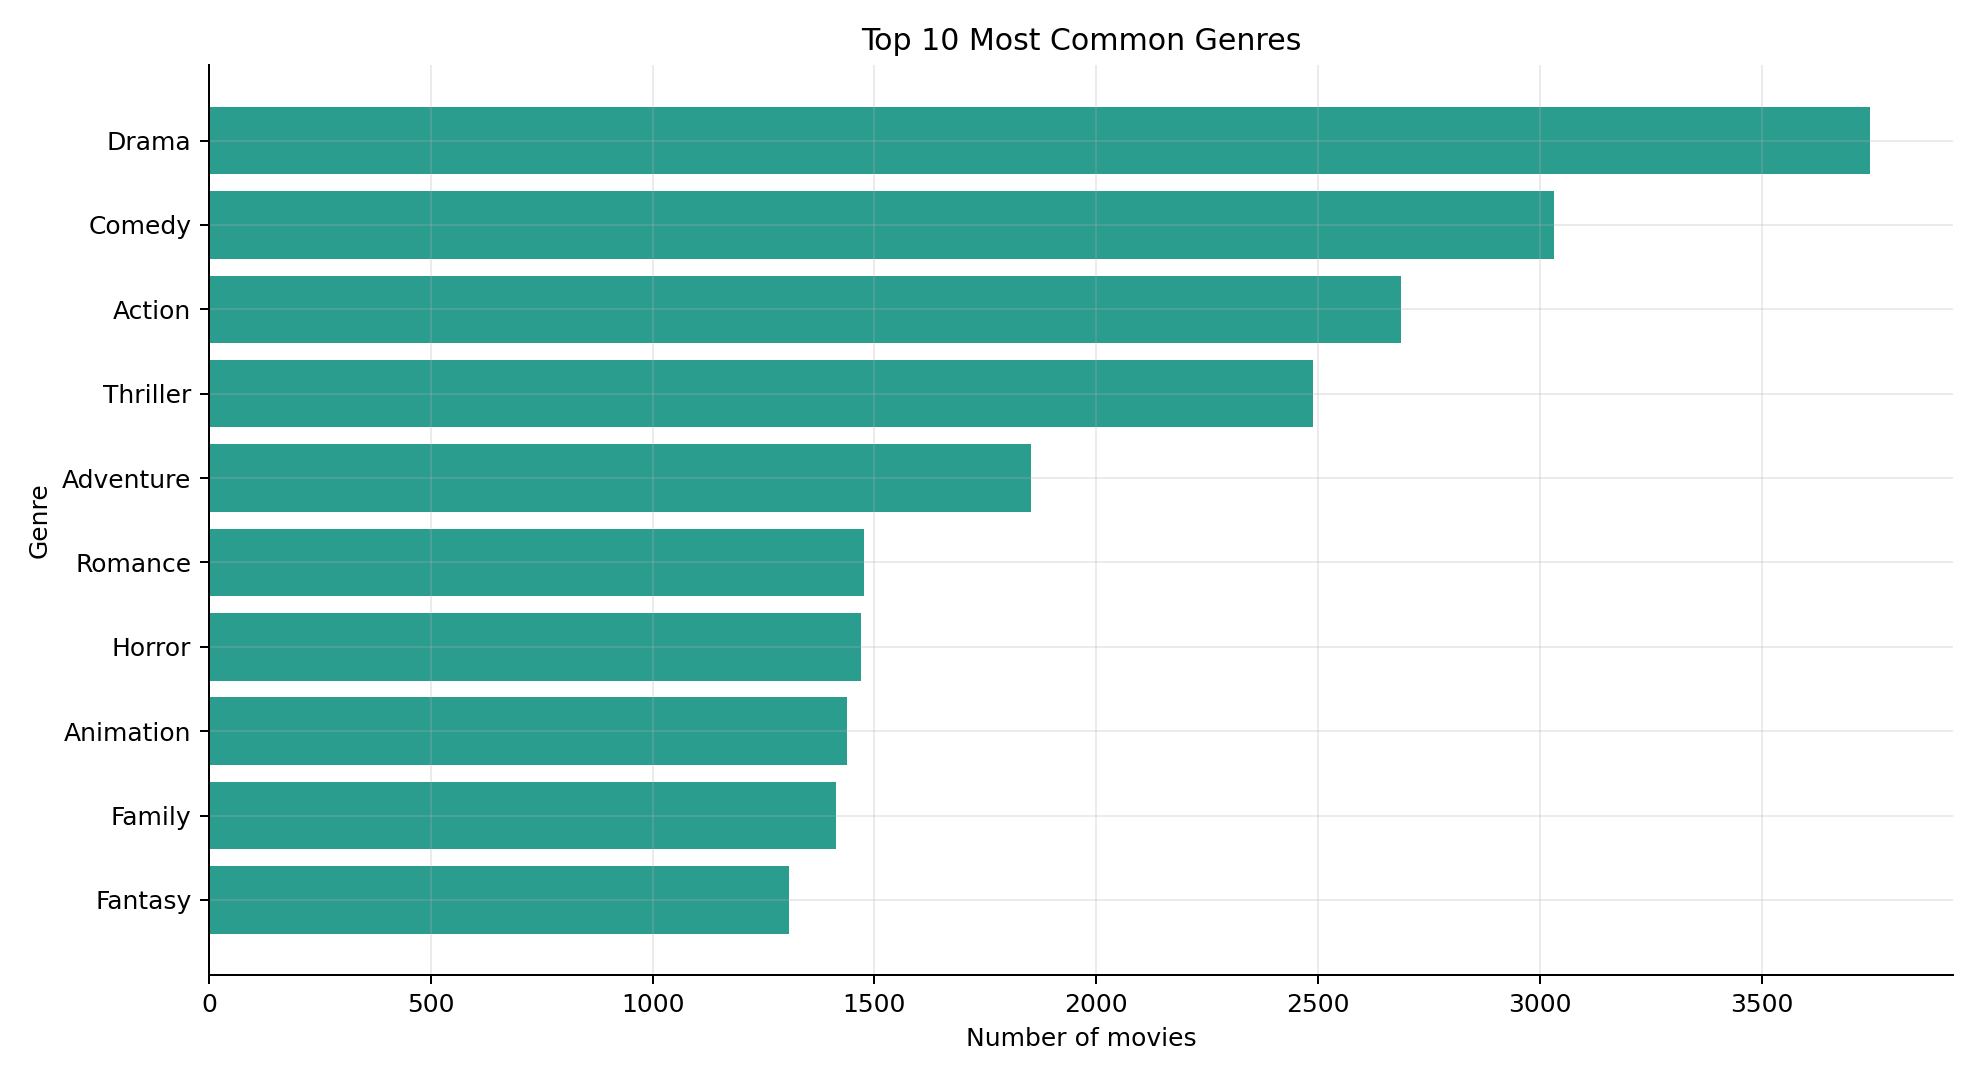 Top 10 Most Common Genres
Genre
Drama
Comedy
Action
Thriller
Adventure
Romance
Horror
Animation
Family
Fantasy
0 500 1000 1500 2000 2500 3000 3500
Number of movies